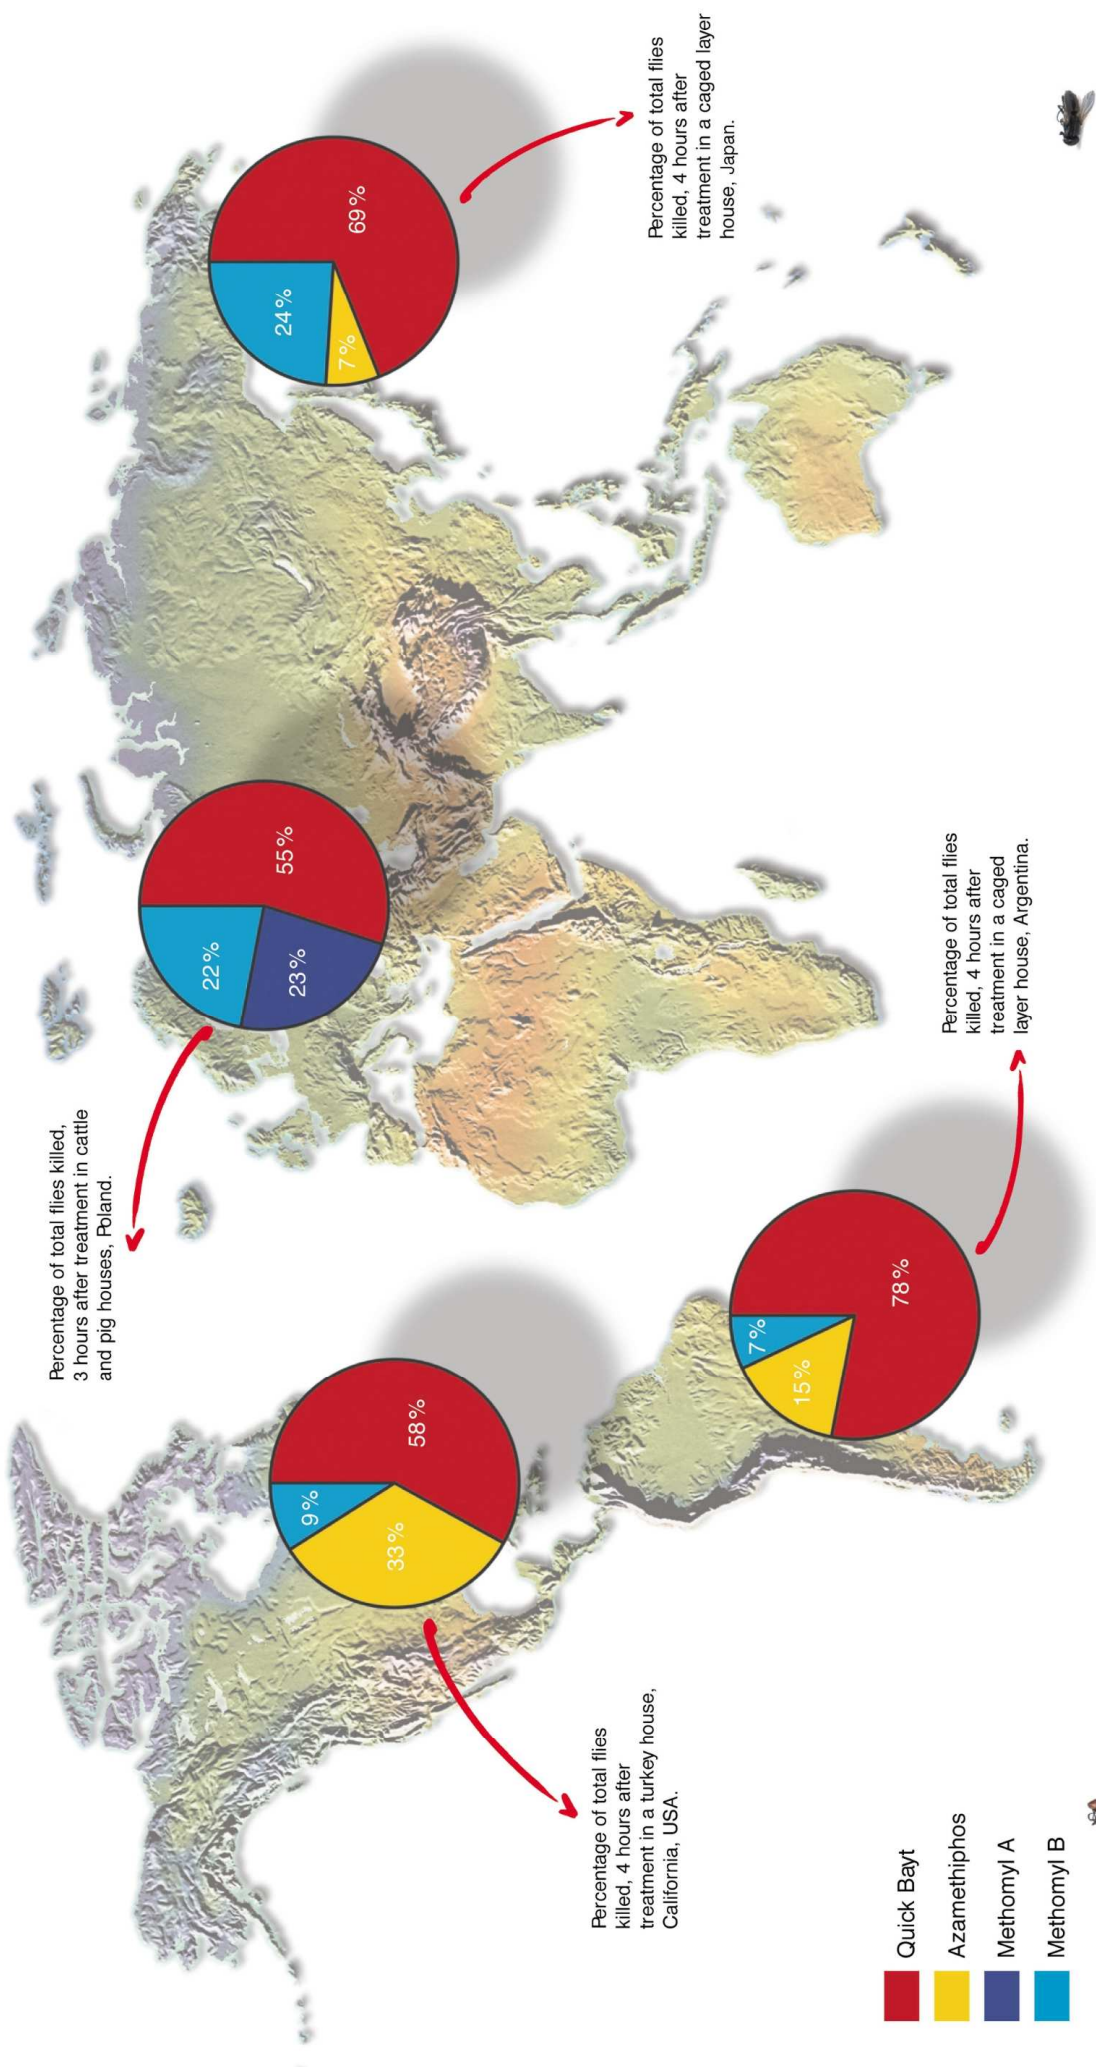 Percentage of total flies killed,
3 hours after treatment in cattle
and pig houses, Poland.
22%
55%
23%
24%
69%
7%
Percentage of total flies
killed, 4 hours after
treatment in a caged layer
house, Japan.
9%
58%
33%
Percentage of total flies
killed, 4 hours after
treatment in a turkey house,
California, USA.
7%
15%
78%
Percentage of total flies
killed, 4 hours after
treatment in a caged
layer house, Argentina.
Quick Bayt
Azamethiphos
Methomyl A
Methomyl B